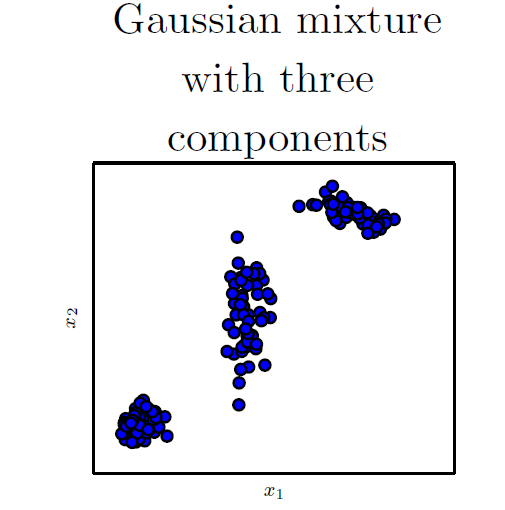 Gaussian mixture
with three
components
x₂
x₁